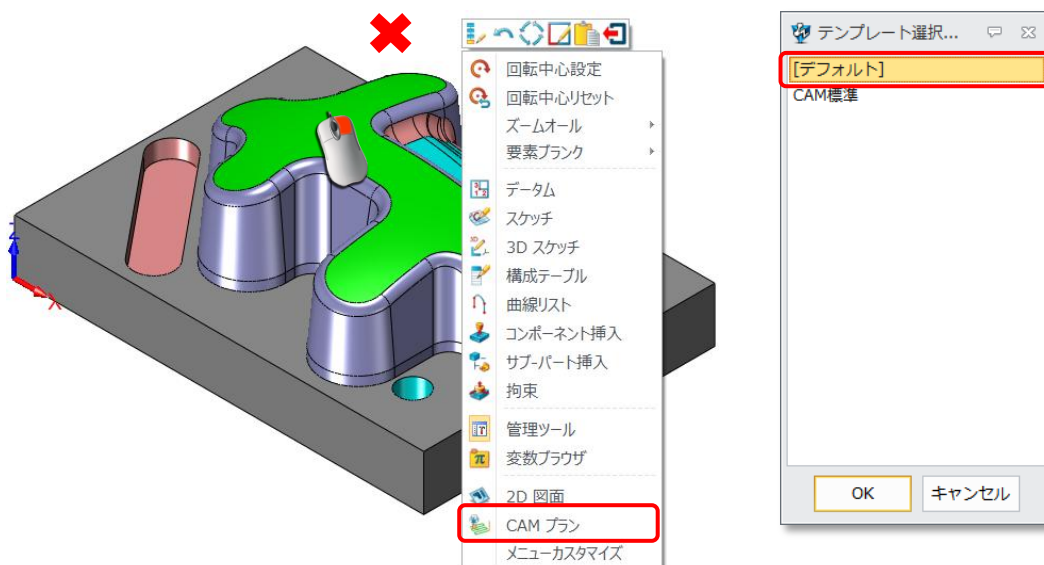 回転中心設定
回転中心リセット
ズームオール
要素ブランク
データム
スケッチ
3D スケッチ
構成テーブル
曲線リスト
コンポーネント挿入
サブ-パート挿入
拘束
管理ツール
変数ブラウザ
2D 図面
CAM プラン
メニューカスタマイズ
Z
X
テンプレート選択...
[デフォルト]
CAM標準
OK
キャンセル